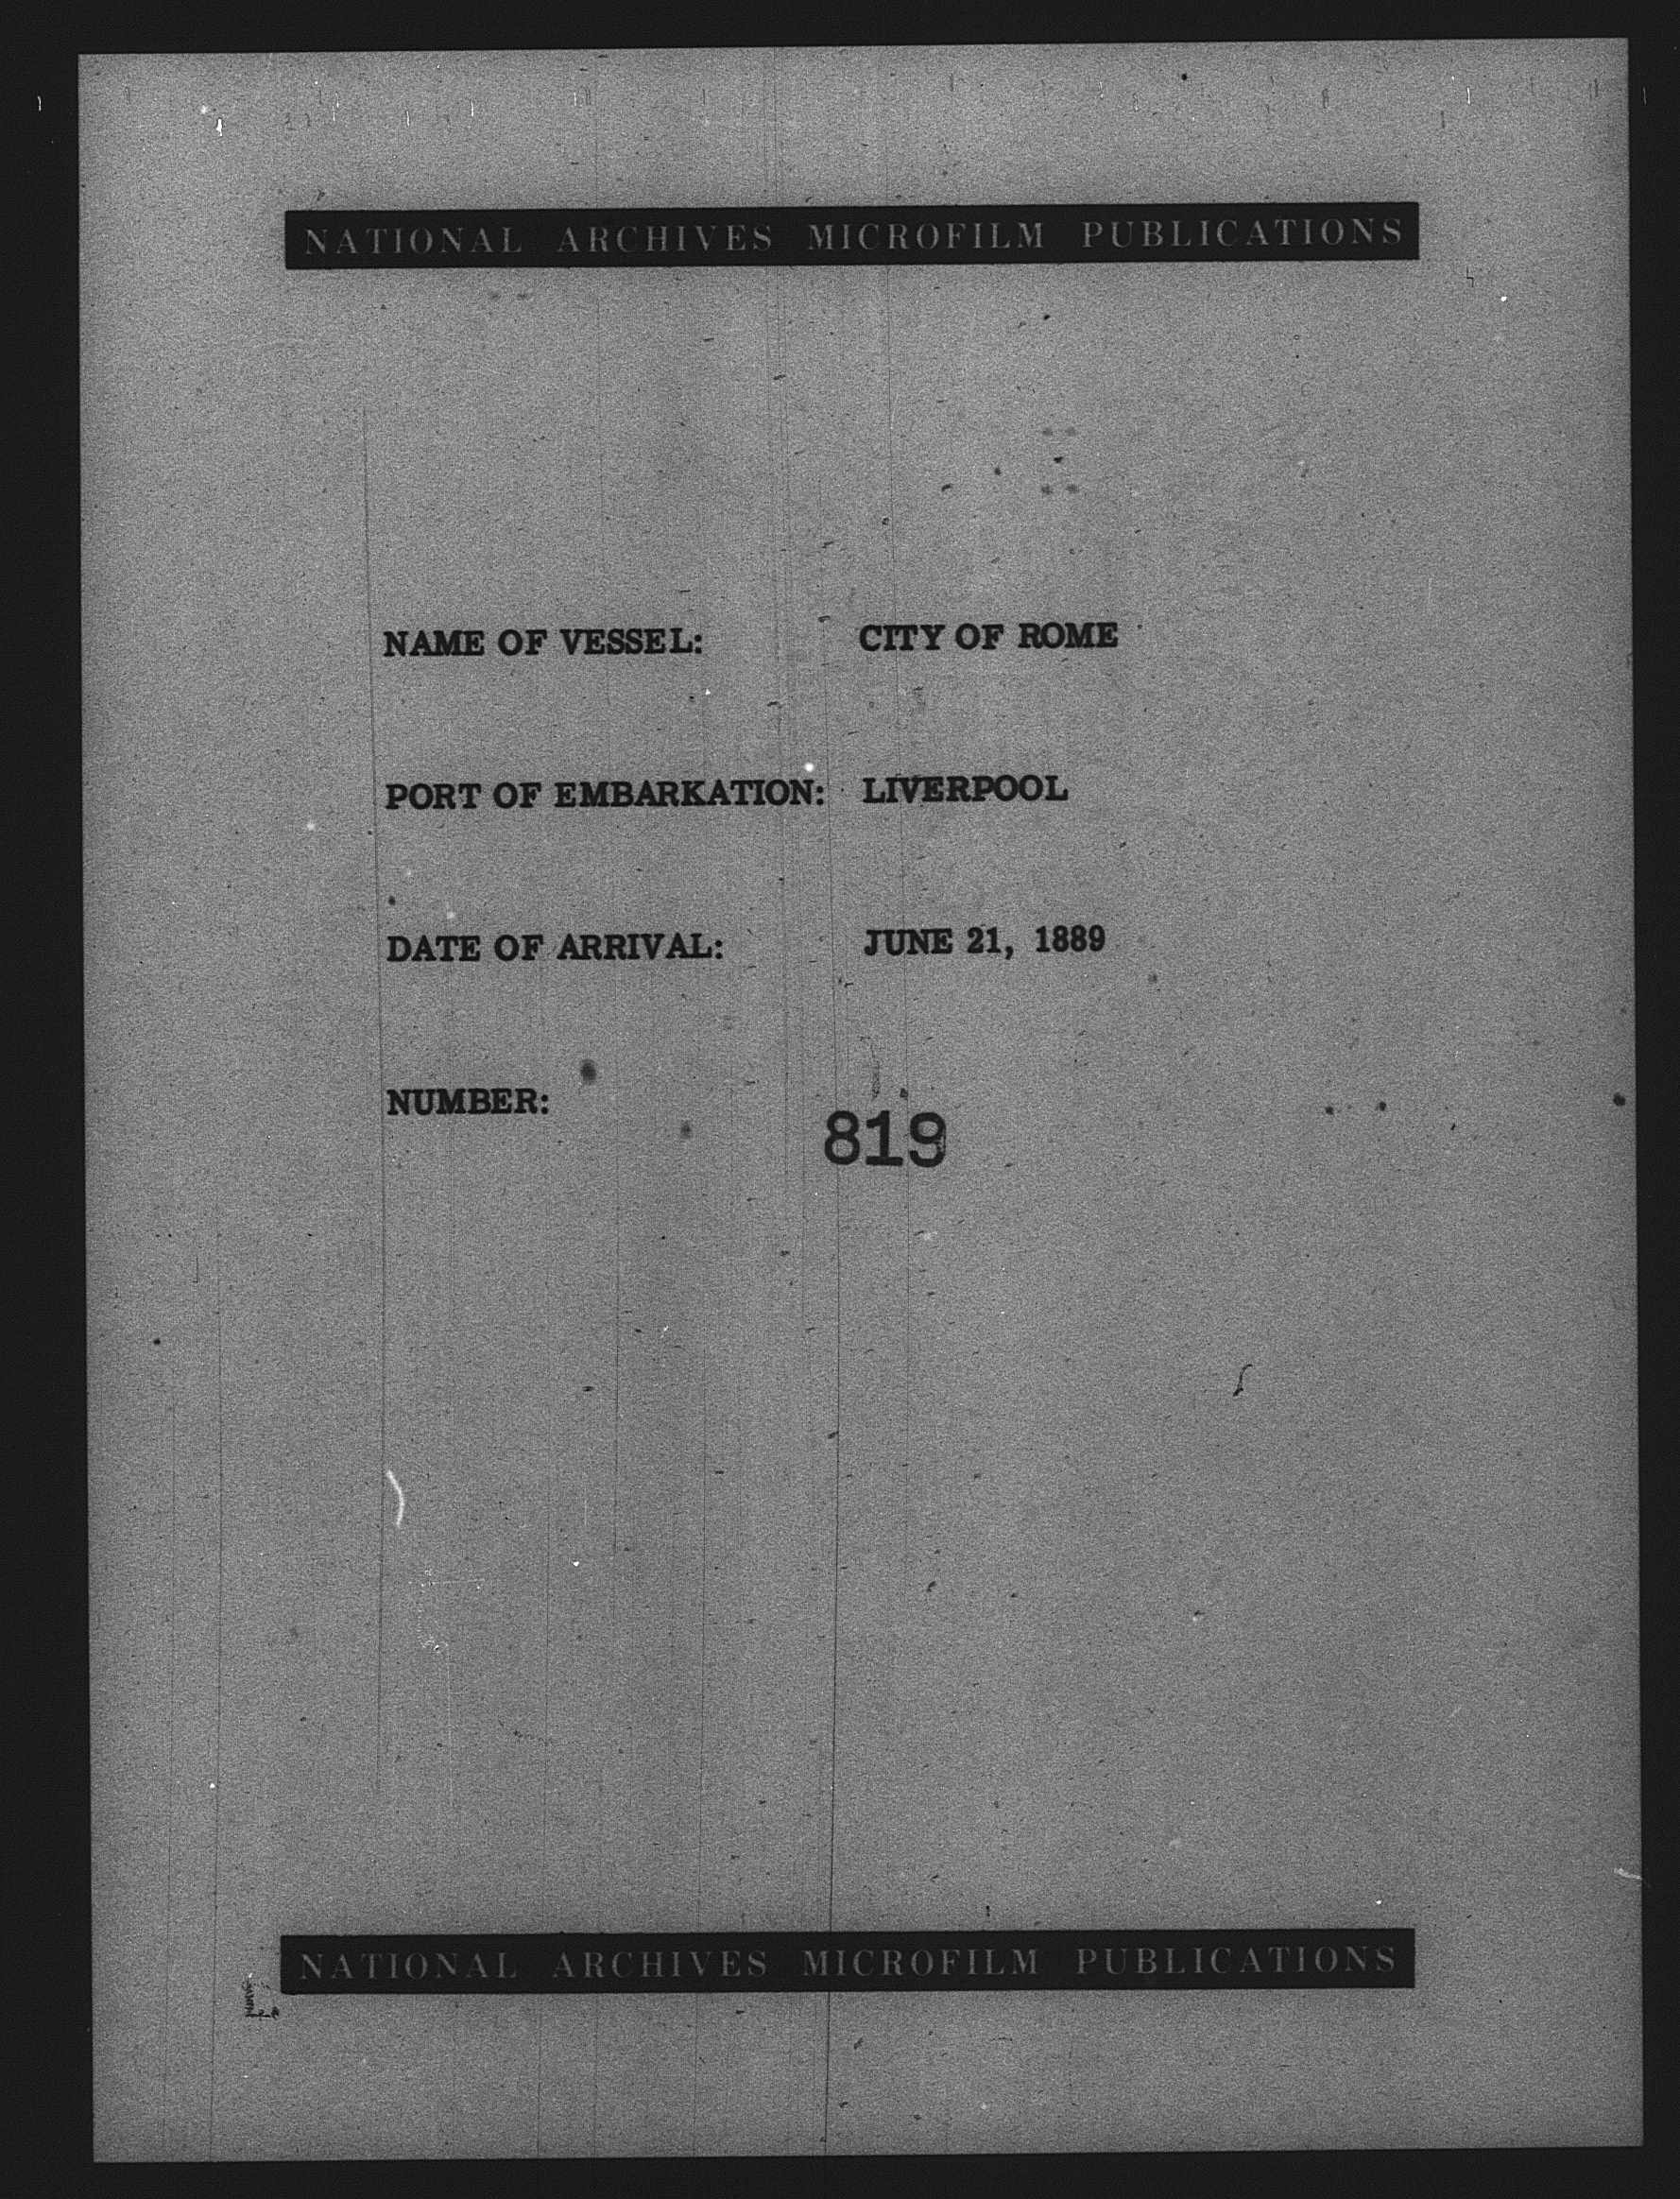 NATIONAL ARCHIVES MICROFILM PUBLICATIONS
NAME OF VESSEL: CITY OF ROME
PORT OF EMBARKATION: LIVERPOOL
DATE OF ARRIVAL: JUNE 21, 1889
NUMBER: 819
NATIONAL ARCHIVES MICROFILM PUBLICATIONS